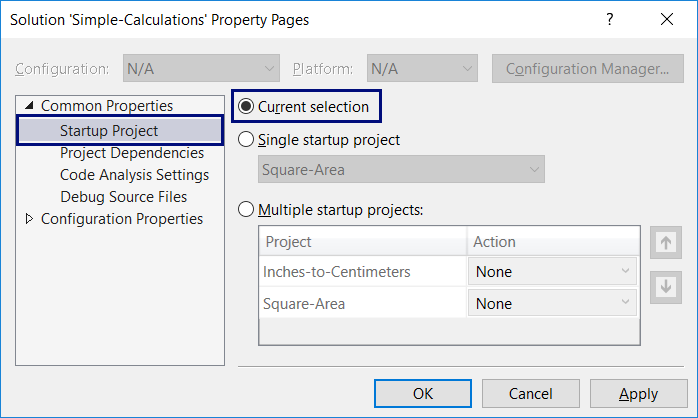 Solution 'Simple-Calculations' Property Pages
Configuration: N/A Platform: N/A Configuration Manager...
Common Properties
Startup Project
Project Dependencies
Code Analysis Settings
Debug Source Files
Configuration Properties
Current selection
Single startup project
Square-Area
Multiple startup projects:
Project Action
Inches-to-Centimeters None
Square-Area None
OK Cancel Apply